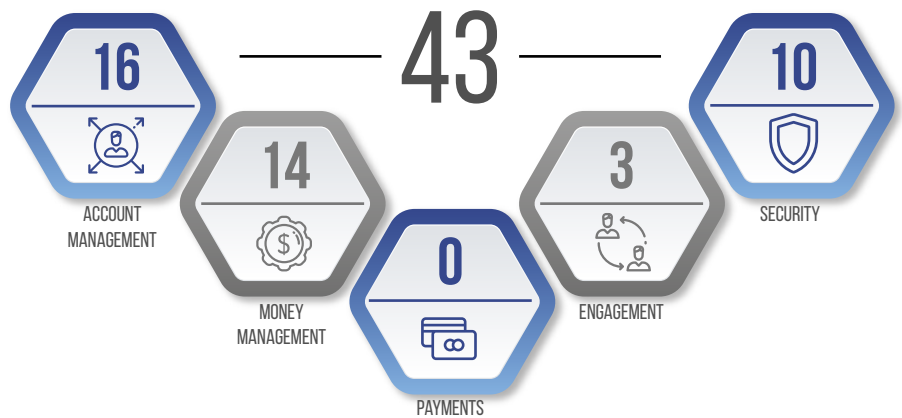 43
16
ACCOUNT
MANAGEMENT
14
$
MONEY
MANAGEMENT
0
PAYMENTS
3
ENGAGEMENT
10
SECURITY